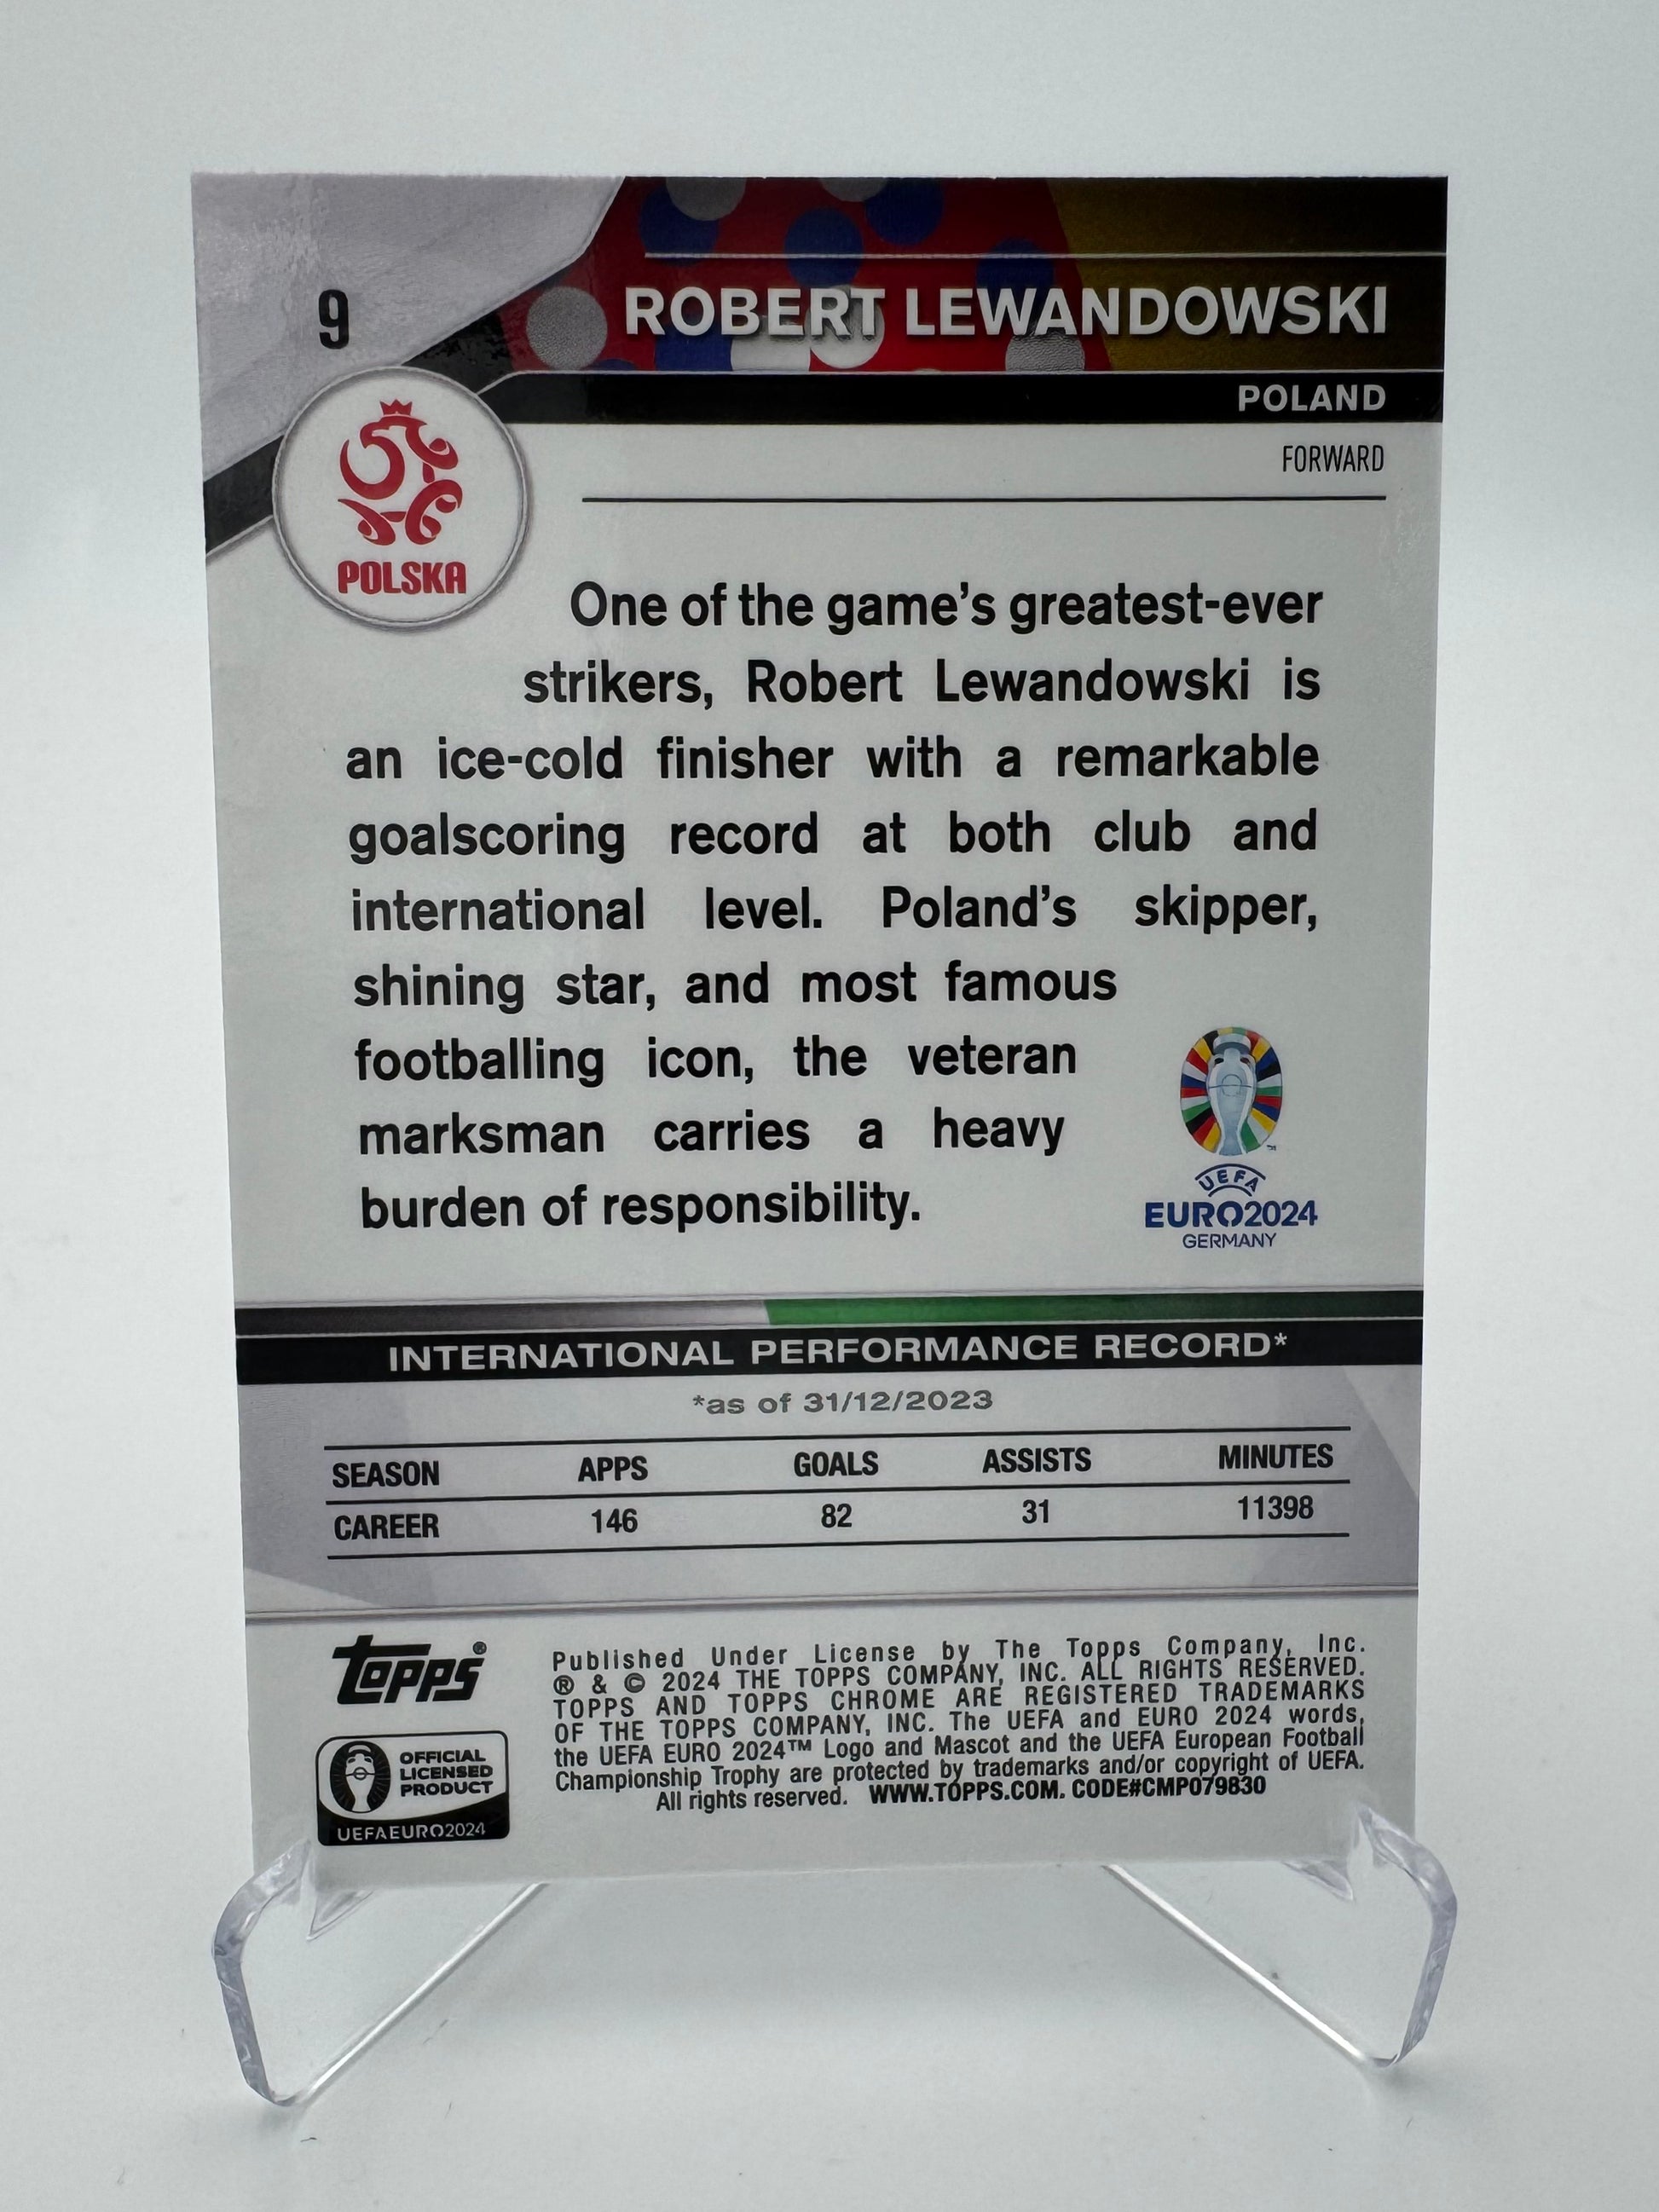 9
ROBERT LEWANDOWSKI
POLAND
FORWARD
POLSKA
One of the game's greatest-ever
strikers, Robert Lewandowski is
an ice-cold finisher with a remarkable
goalscoring record at both club and
international level. Poland's skipper,
shining star, and most famous
footballing icon, the veteran
marksman carries a heavy
burden of responsibility.
TM
UEFA
EURO2024
GERMANY
INTERNATIONAL PERFORMANCE RECORD*
*as of 31/12/2023
SEASON APPS GOALS ASSISTS MINUTES
CAREER 146 82 31 11398
topps®
OFFICIAL
LICENSED
PRODUCT
UEFAEURO2024
Published Under License by The Topps Company, Inc.
® & © 2024 THE TOPPS COMPANY, INC. ALL RIGHTS RESERVED.
TOPPS AND TOPPS CHROME ARE REGISTERED TRADEMARKS
OF THE TOPPS COMPANY, INC. The UEFA and EURO 2024 words,
the UEFA EURO 2024™ Logo and Mascot and the UEFA European Football
Championship Trophy are protected by trademarks and/or copyright of UEFA.
All rights reserved. WWW.TOPPS.COM. CODE#CMP079830